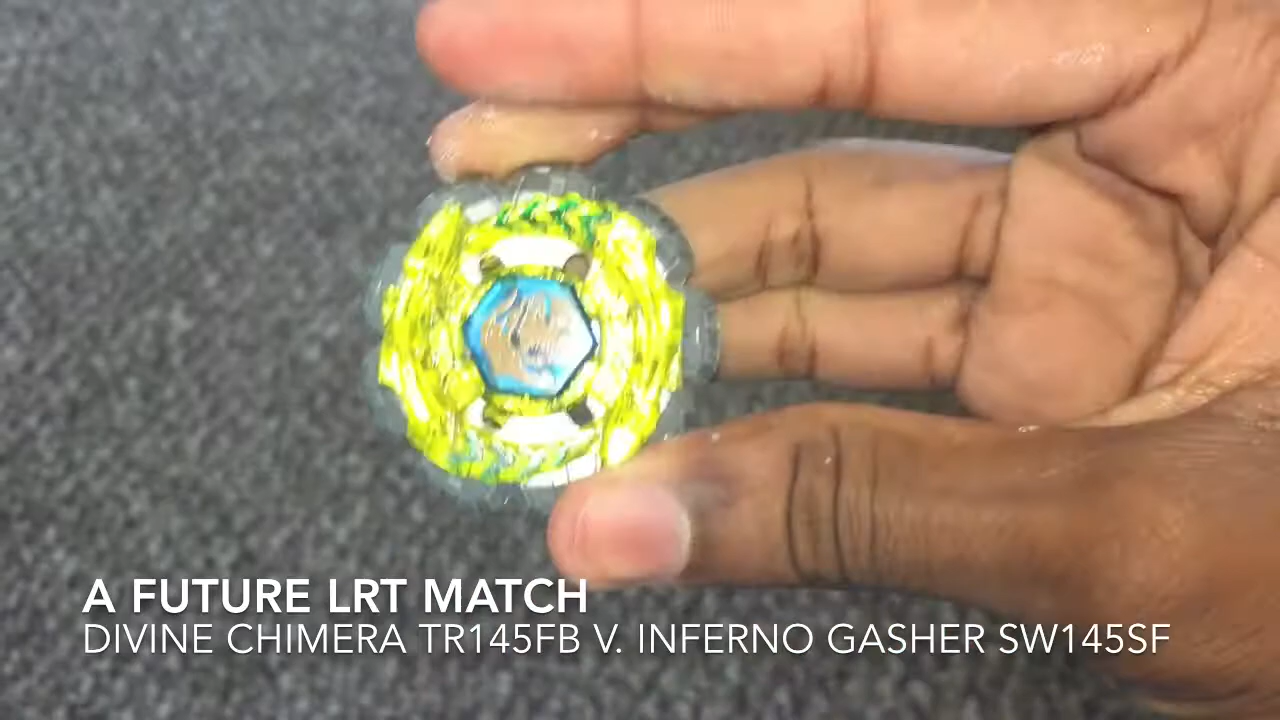 A FUTURE LRT MATCH
DIVINE CHIMERA TR145FB V. INFERNO GASHER SW145SF